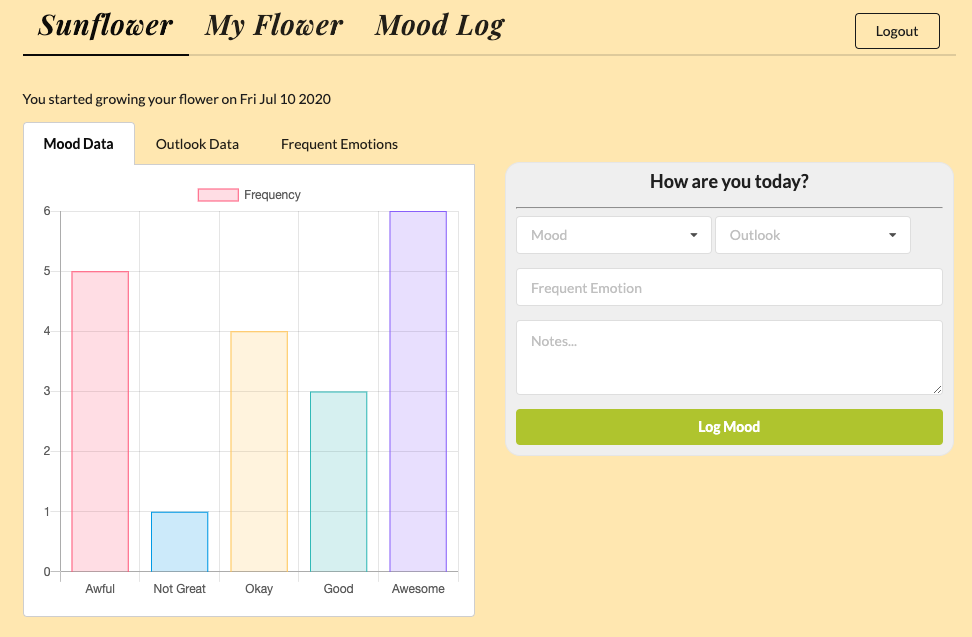 Sunflower My Flower Mood Log Logout
You started growing your flower on Fri Jul 10 2020
Mood Data Outlook Data Frequent Emotions
Frequency
6
5
4
3
2
1
0
Awful Not Great Okay Good Awesome
How are you today?
Mood Outlook
Frequent Emotion
Notes...
Log Mood